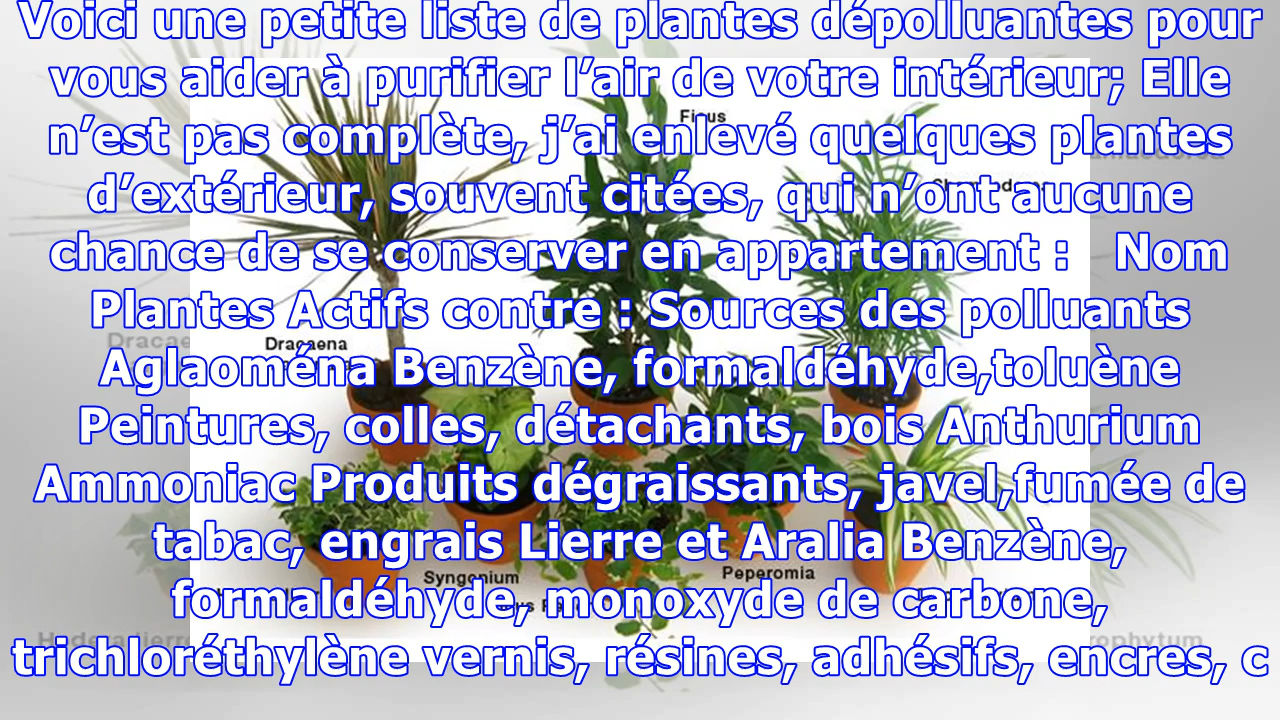 Voici une petite liste de plantes dépolluantes pour
vous aider à purifier l’air de votre intérieur; Elle
n’est pas complète, j’ai enlevé quelques plantes
d’extérieur, souvent citées, qui n’ont aucune
chance de se conserver en appartement :   Nom
Plantes Actifs contre : Sources des polluants
Aglaoména Benzène, formaldéhyde,toluène
Peintures, colles, détachants, bois Anthurium
Ammoniac Produits dégraissants, javel,fumée de
tabac, engrais Lierre et Aralia Benzène,
formaldéhyde, monoxyde de carbone,
trichloréthylène vernis, résines, adhésifs, encres, c
Ficus
Dracaena
Syngonium
Peperomia